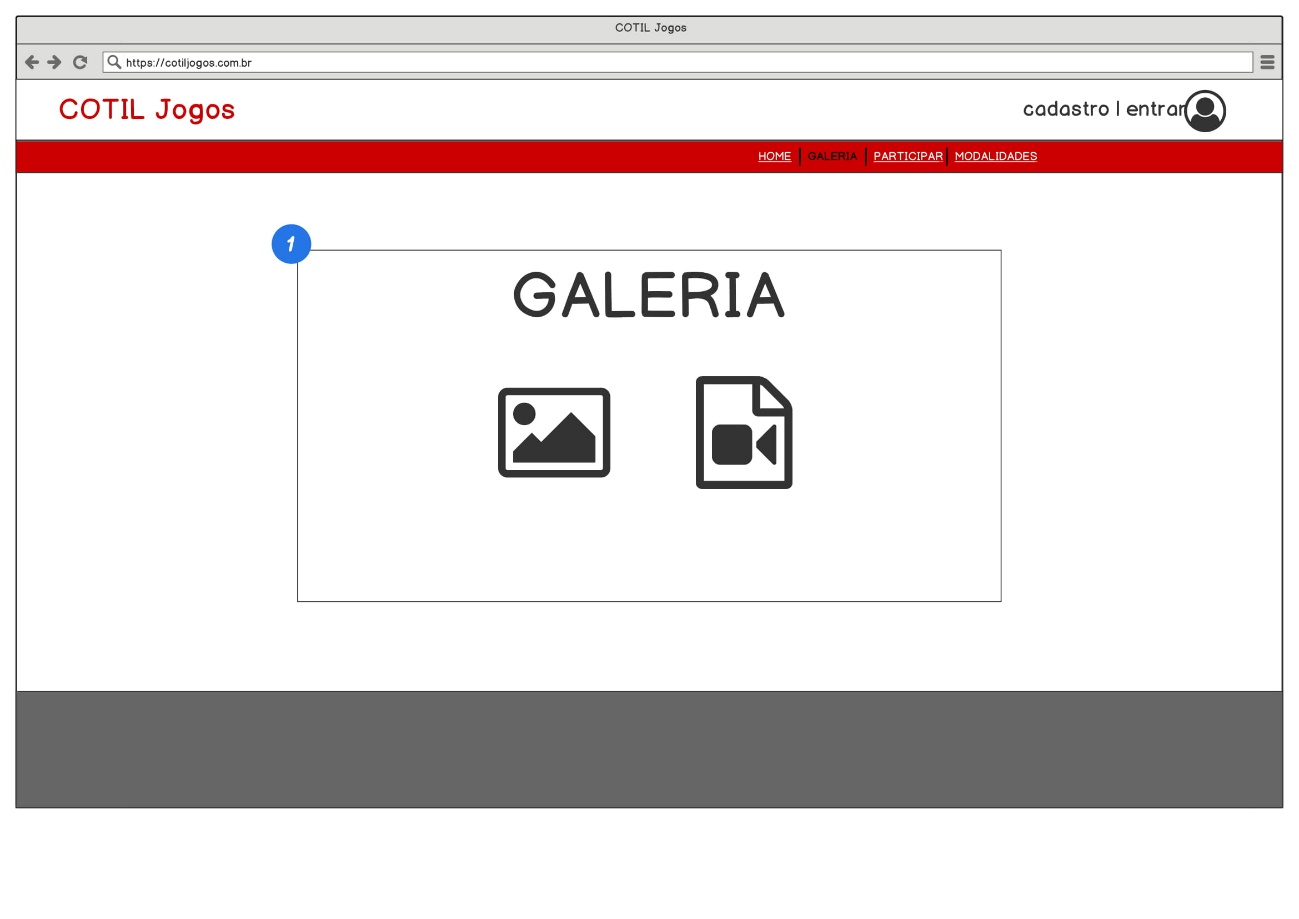 COTIL Jogos
https://cotiljogos.com.br
COTIL Jogos
cadastro | entrar
HOME | GALERIA | PARTICIPAR | MODALIDADES
1
GALERIA